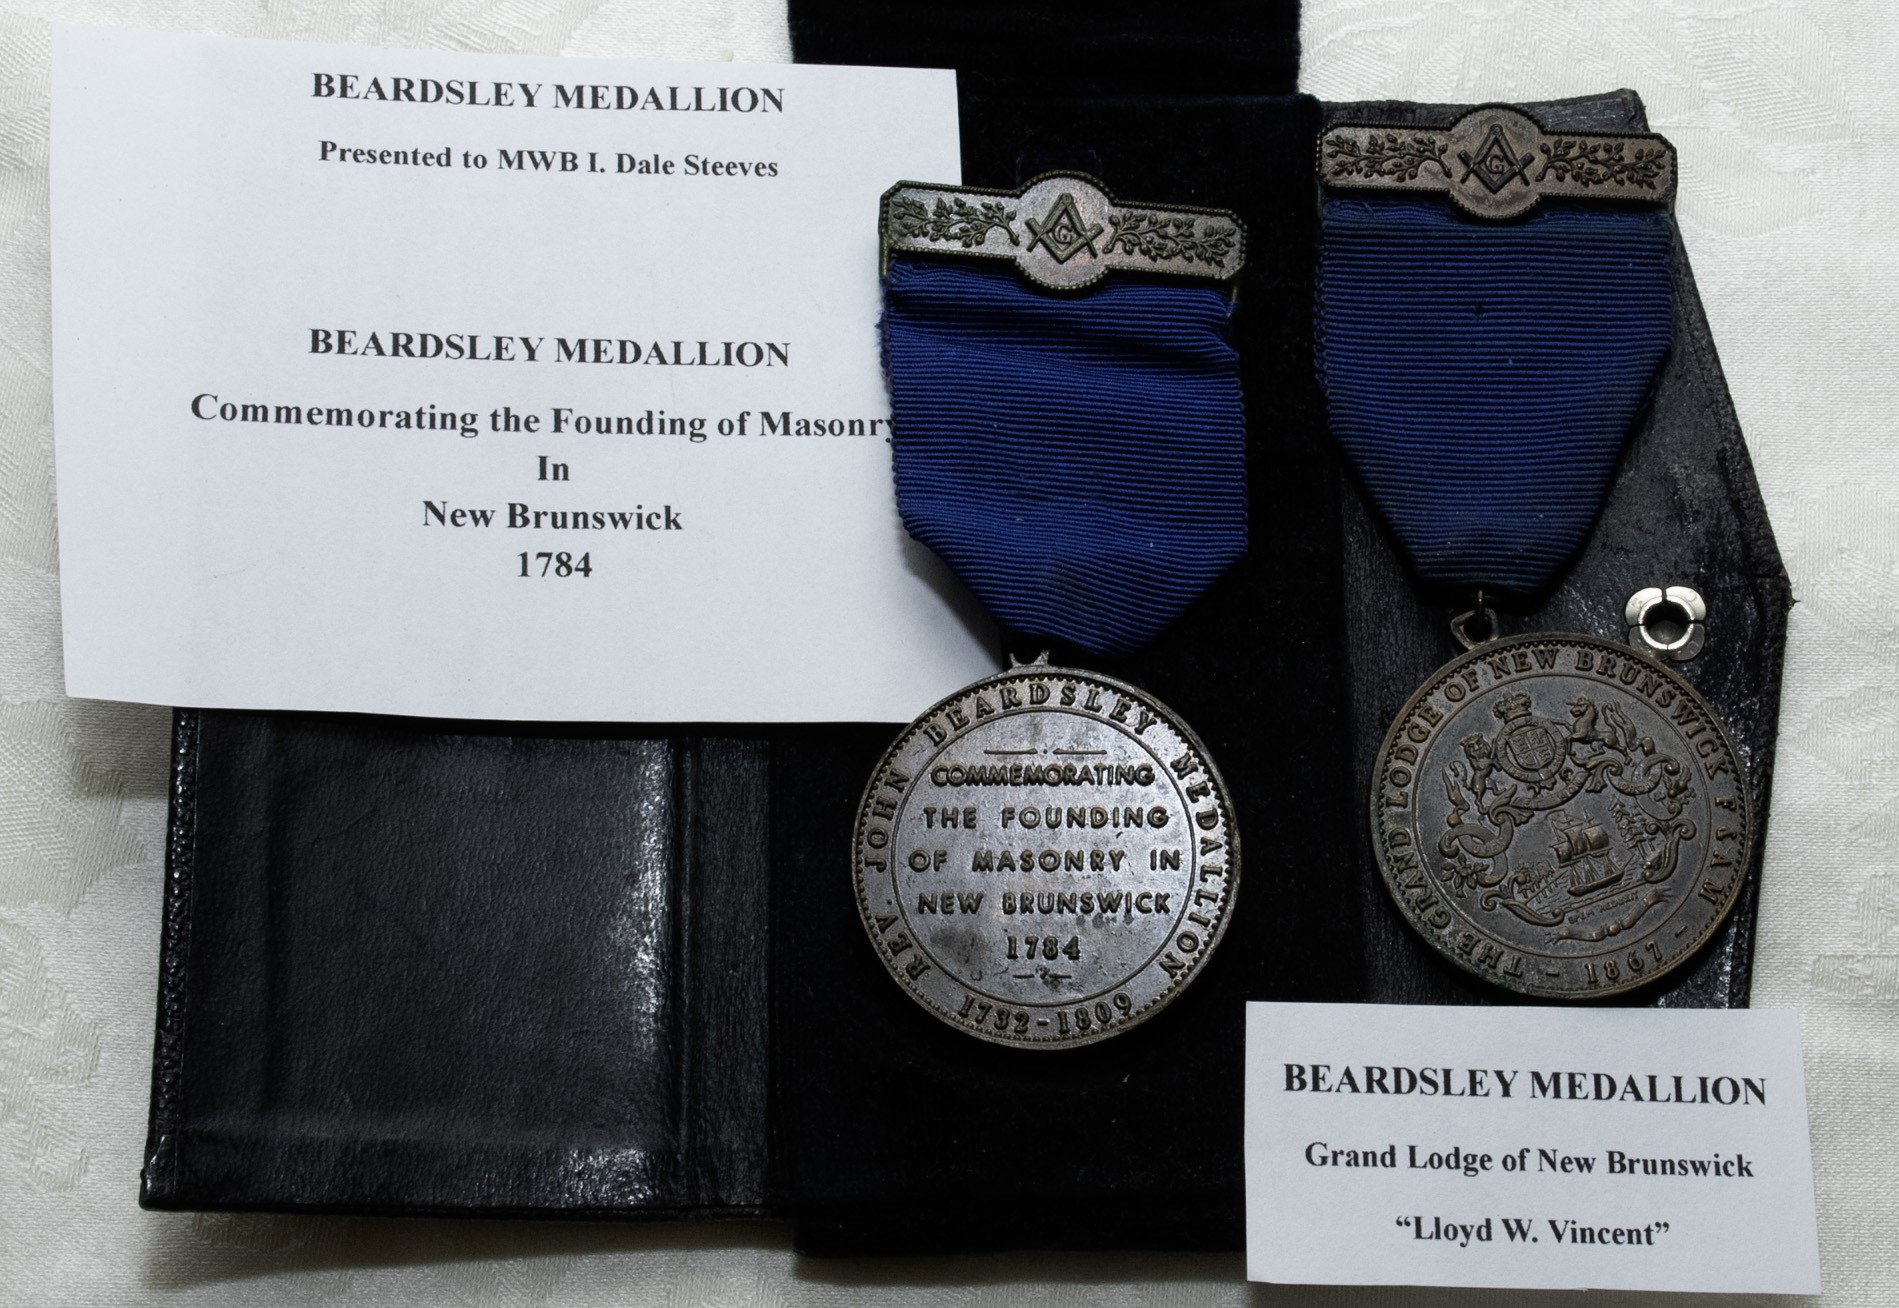 BEARDSLEY MEDALLION
Presented to MWB I. Dale Steeves
BEARDSLEY MEDALLION
Commemorating the Founding of Masonry
In
New Brunswick
1784
G
REV. JOHN BEARDSLEY MEDALLION
COMMEMORATING
THE FOUNDING
OF MASONRY IN
NEW BRUNSWICK
1784
1732-1809
G
THE GRAND LODGE OF NEW BRUNSWICK F & A M
- 1867 -
BEARDSLEY MEDALLION
Grand Lodge of New Brunswick
“Lloyd W. Vincent”